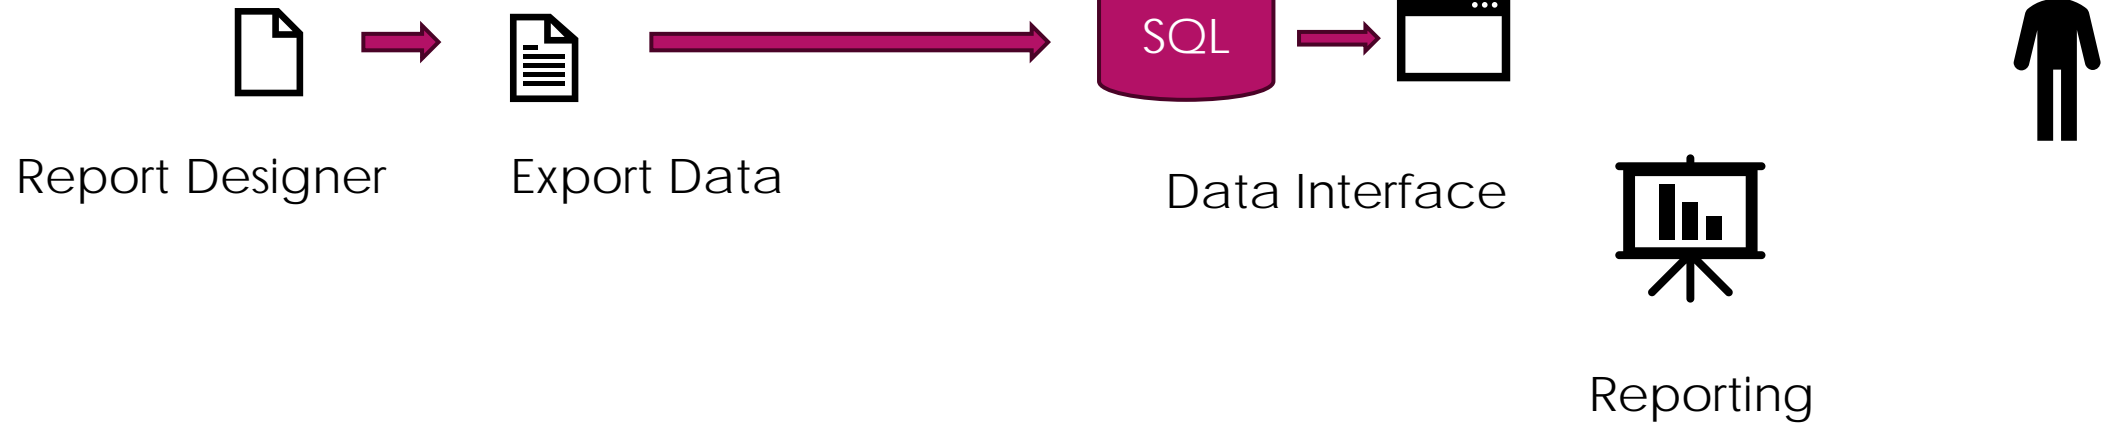 SQL
Report Designer
Export Data
Data Interface
Reporting